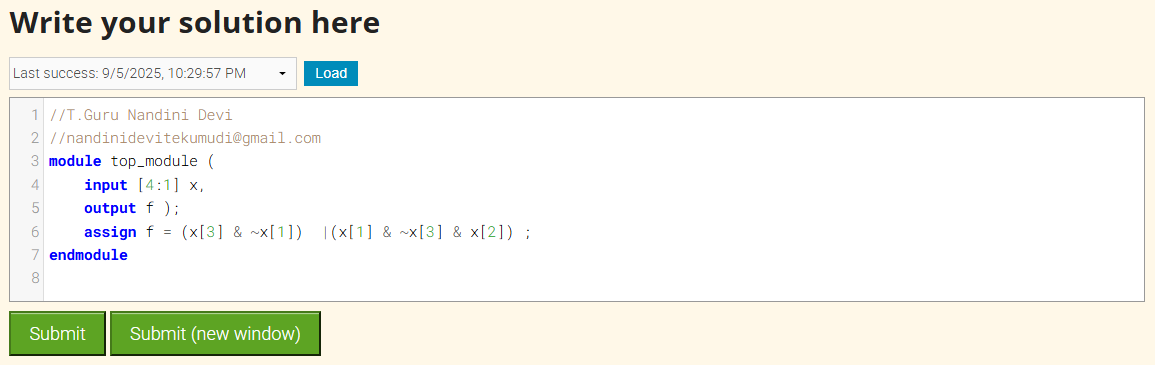 Write your solution here
Last success: 9/5/2025, 10:29:57 PM Load
1 //T.Guru Nandini Devi
2 //nandinidevitekumudi@gmail.com
3 module top_module (
4     input [4:1] x,
5     output f );
6     assign f = (x[3] & ~x[1])  |(x[1] & ~x[3] & x[2]) ;
7 endmodule
8
Submit Submit (new window)